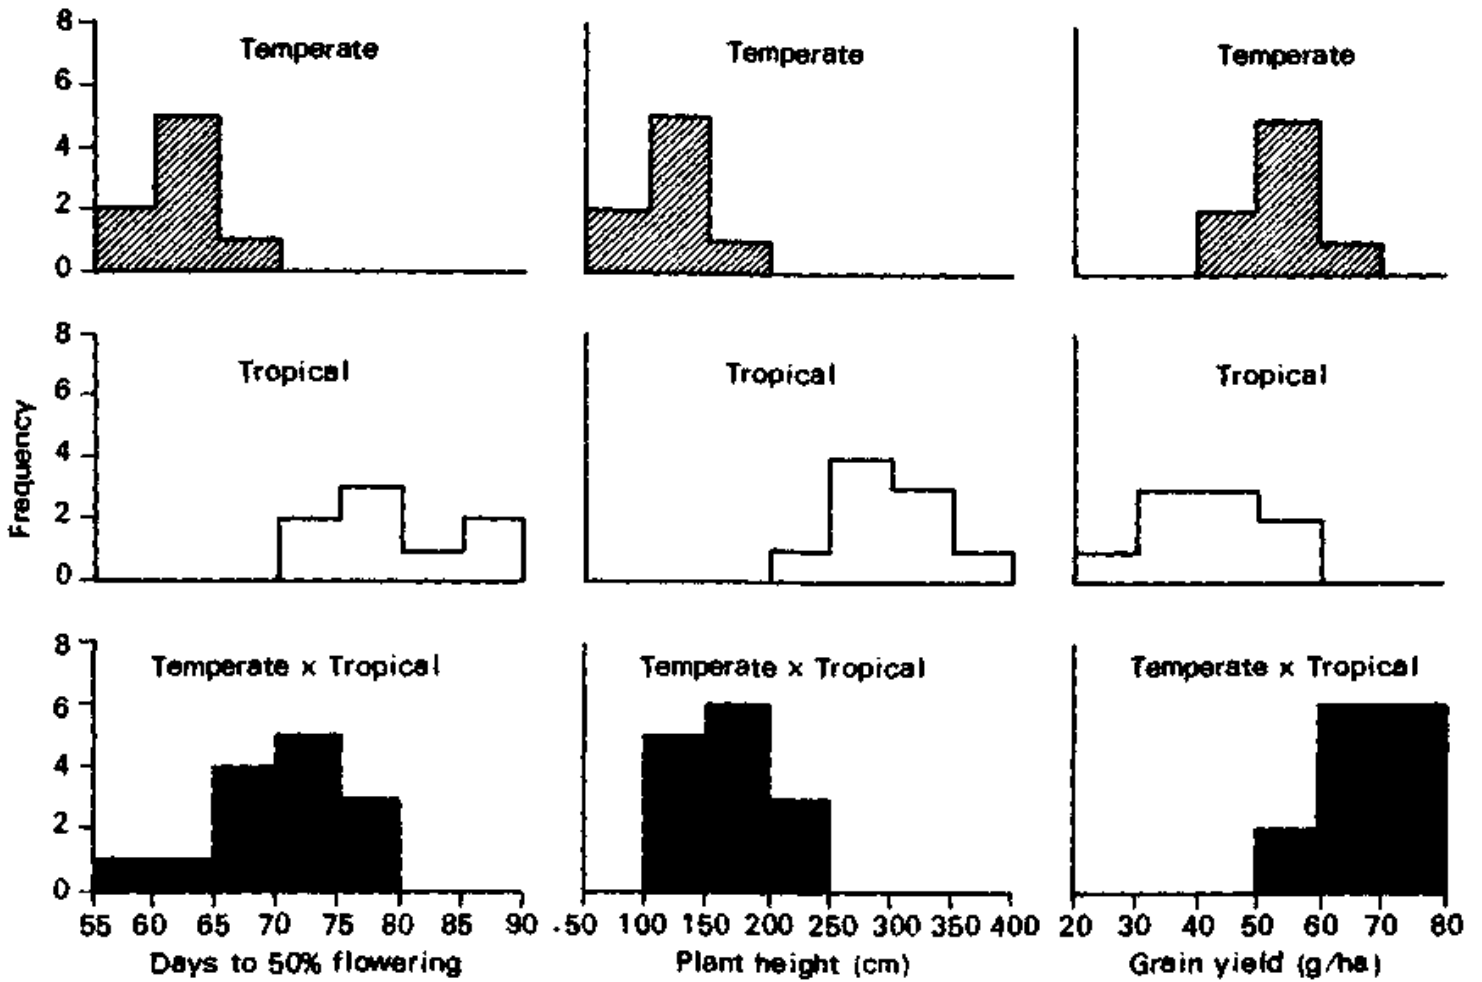 8
Temperate
Temperate
Temperate
6
4
2
0
8
Tropical
Tropical
Tropical
6
4
2
0
Frequency
8
Temperate x Tropical
Temperate x Tropical
Temperate x Tropical
6
4
2
0
55 60 65 70 75 80 85 90
50 100 150 200 250 300 350 400
20 30 40 50 60 70 80
Days to 50% flowering
Plant height (cm)
Grain yield (g/ha)